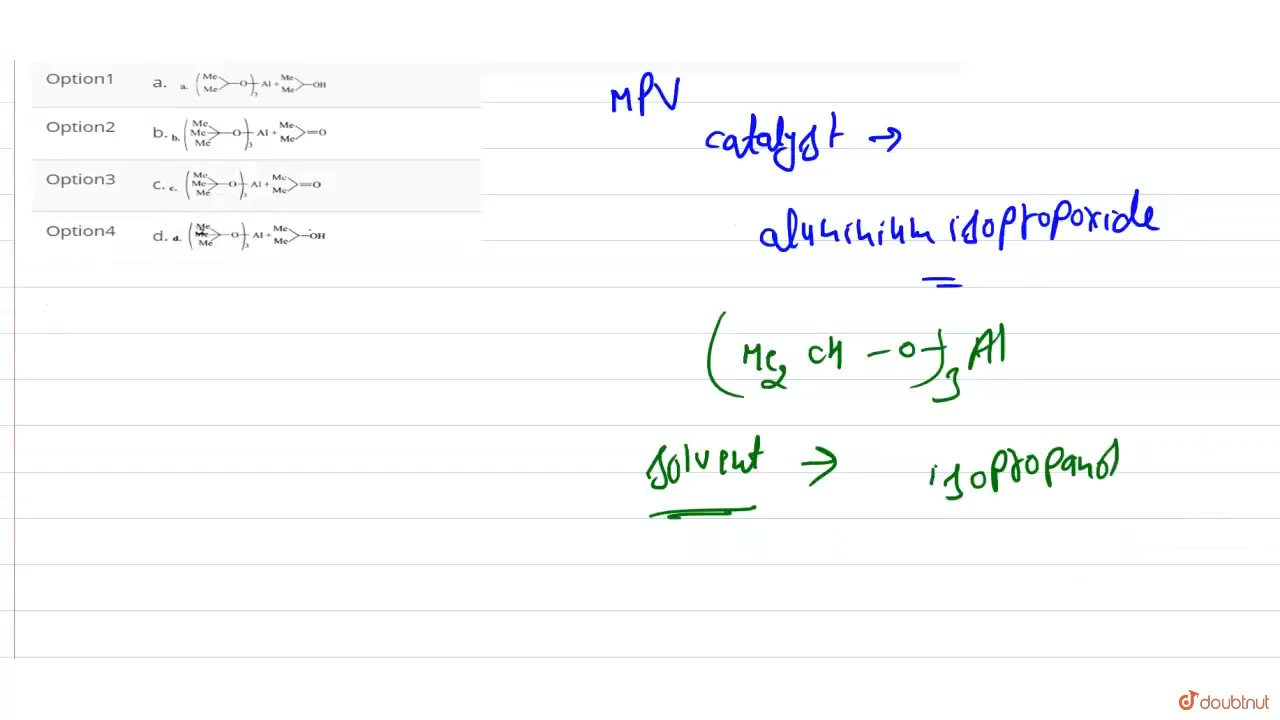 Option1 a. a. (Me Me >—O)3 Al + Me Me >—OH
Option2 b. b. (Me Me Me >—O)3 Al + Me Me >=O
Option3 c. c. (Me Me Me >—O)3 Al + Me Me >=O
Option4 d. d. (Me Me Me >—O)3 Al + Me Me >—OH
MPV
catalyst →
aluminium isopropoxide
(Me2 CH – O)3 Al
solvent → isopropanol
doubtnut